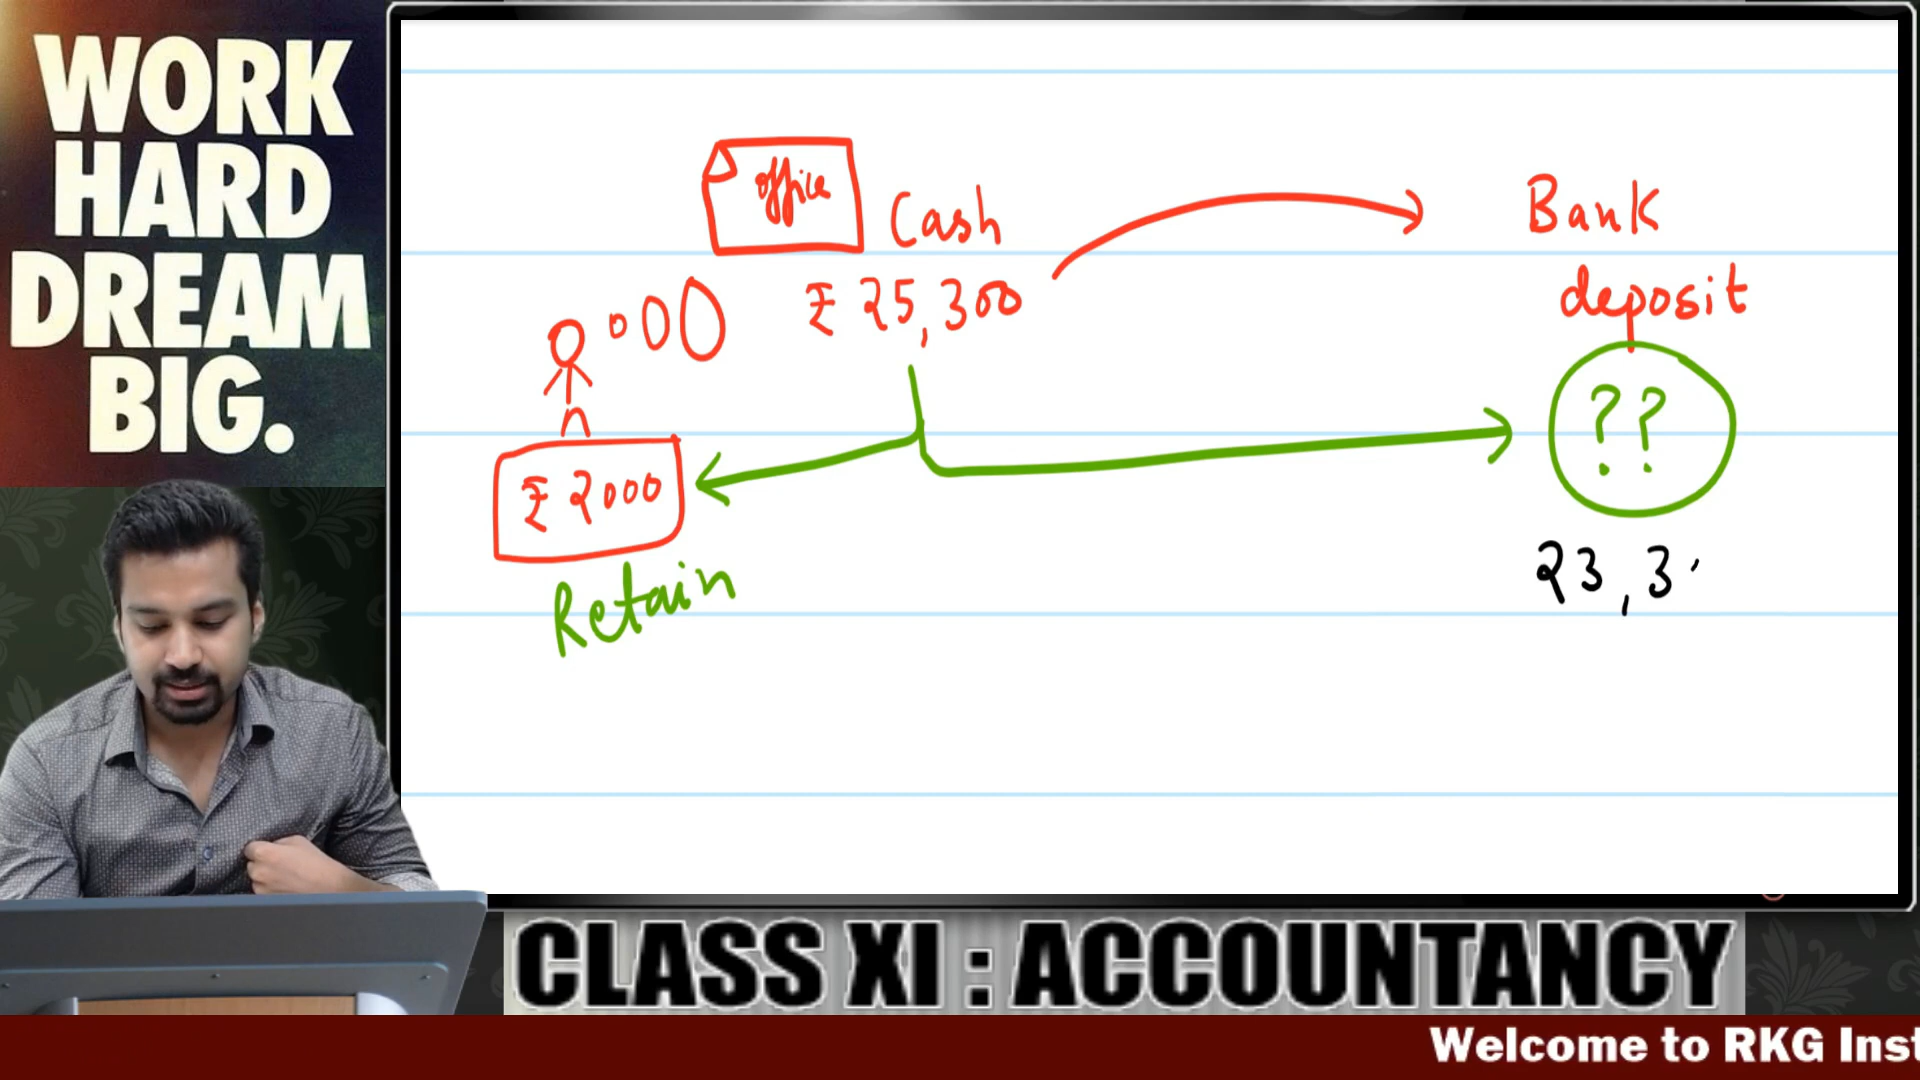 WORK
HARD
DREAM
BIG.
office
Cash
₹ 25,300
Bank
deposit
??
₹ 2000
Retain
23,3
CLASS XI : ACCOUNTANCY
Welcome to RKG Inst